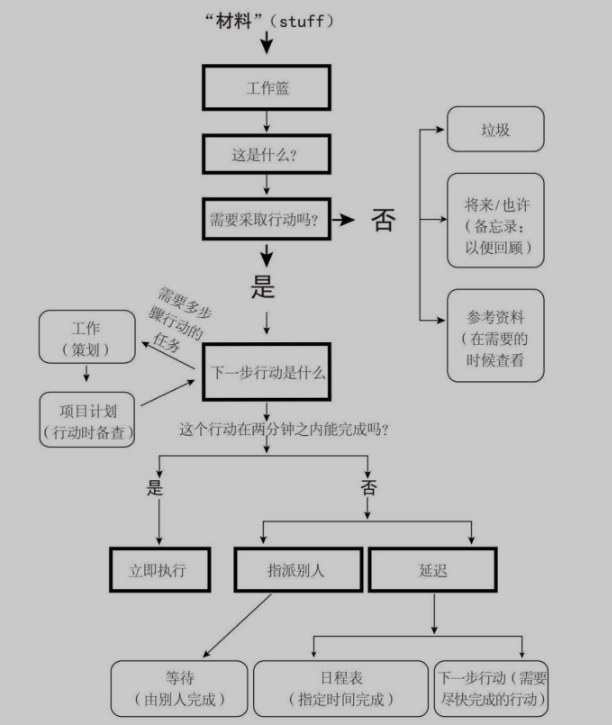 “材料”(stuff)
工作篮
这是什么?
需要采取行动吗?
否
垃圾
将来/也许
(备忘录;
以便回顾)
参考资料
(在需要的
时候查看
是
需要多步
骤行动的
任务
工作
(策划)
项目计划
(行动时备查)
下一步行动是什么
这个行动在两分钟之内能完成吗?
是
否
立即执行
指派别人
延迟
等待
(由别人完成)
日程表
(指定时间完成)
下一步行动(需要
尽快完成的行动)